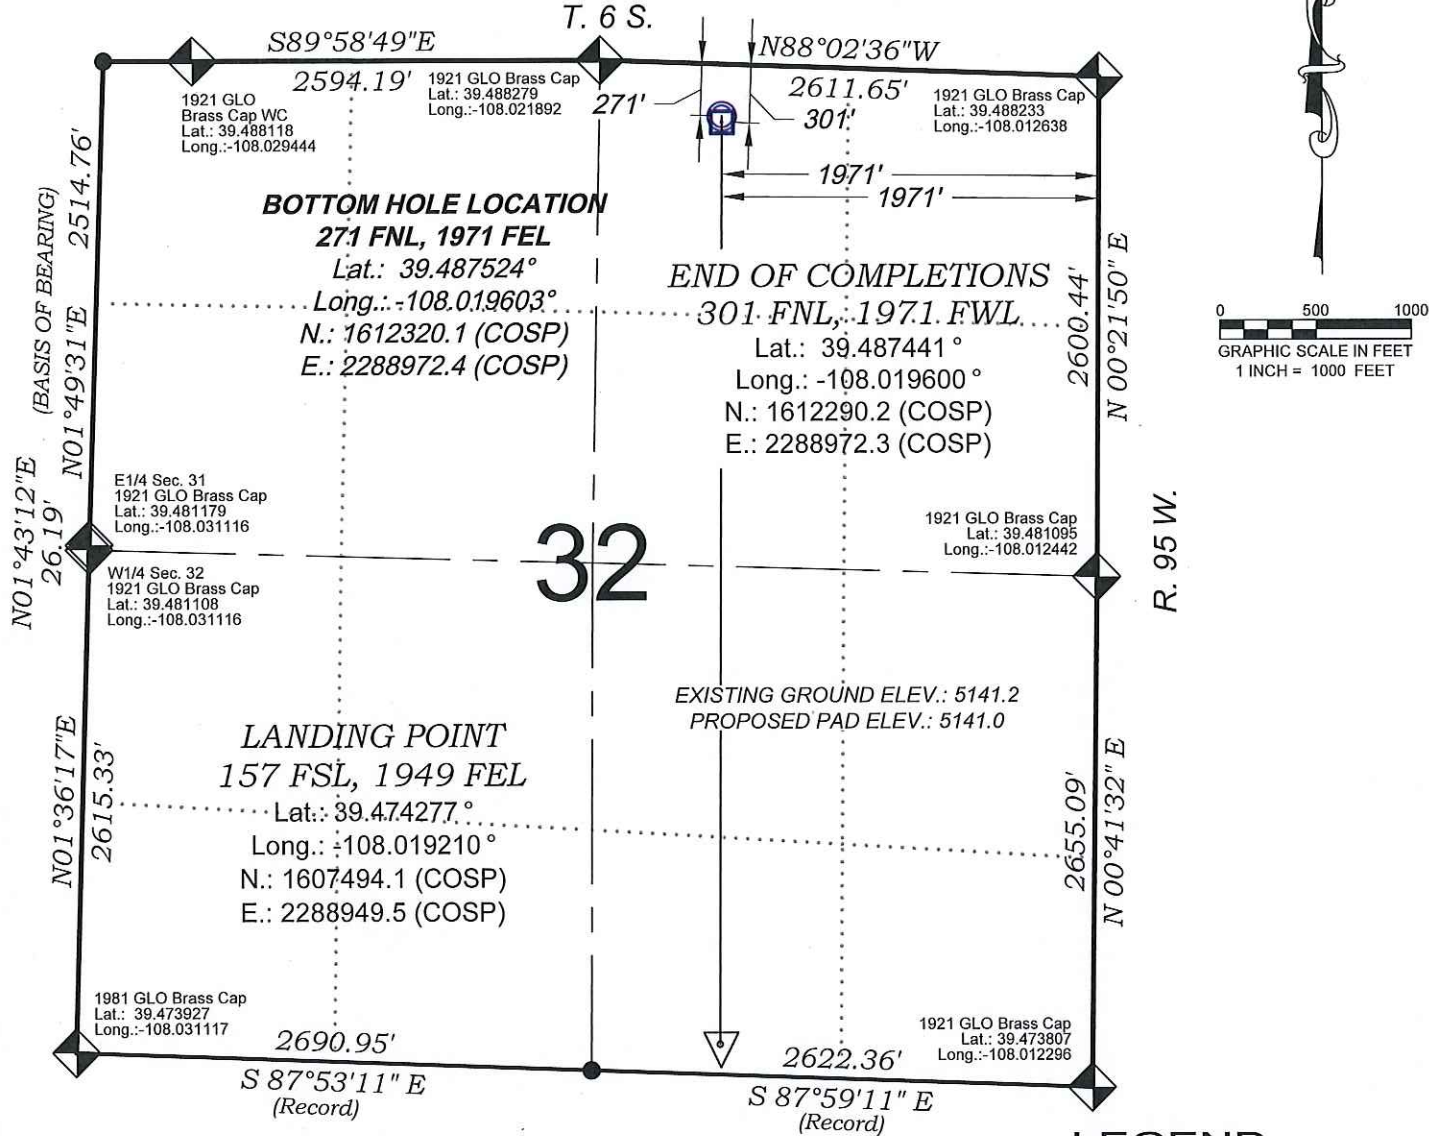 T. 6 S.
S89°58'49"E
2594.19'
N88°02'36"W
2611.65'
1921 GLO
Brass Cap WC
Lat.: 39.488118
Long.:-108.029444
1921 GLO Brass Cap
Lat.: 39.488279
Long.:-108.021892
271'
301'
1921 GLO Brass Cap
Lat.: 39.488233
Long.:-108.012638
1971'
1971'
2514.76'
(BASIS OF BEARING)
N01°49'31"E
BOTTOM HOLE LOCATION
271 FNL, 1971 FEL
Lat.: 39.487524°
Long.: -108.019603°
N.: 1612320.1 (COSP)
E.: 2288972.4 (COSP)
END OF COMPLETIONS
301 FNL, 1971 FWL
Lat.: 39.487441 °
Long.: -108.019600 °
N.: 1612290.2 (COSP)
E.: 2288972.3 (COSP)
2600.44'
N 00°21'50" E
0 500 1000
GRAPHIC SCALE IN FEET
1 INCH = 1000 FEET
N01°43'12"E
26.19'
E1/4 Sec. 31
1921 GLO Brass Cap
Lat.: 39.481179
Long.:-108.031116
W1/4 Sec. 32
1921 GLO Brass Cap
Lat.: 39.481108
Long.:-108.031116
32
1921 GLO Brass Cap
Lat.: 39.481095
Long.:-108.012442
R. 95 W.
EXISTING GROUND ELEV.: 5141.2
PROPOSED PAD ELEV.: 5141.0
N01°36'17"E
2615.33'
LANDING POINT
157 FSL, 1949 FEL
Lat.: 39.474277 °
Long.: -108.019210 °
N.: 1607494.1 (COSP)
E.: 2288949.5 (COSP)
2655.09'
N 00°41'32" E
1981 GLO Brass Cap
Lat.: 39.473927
Long.:-108.031117
2690.95'
S 87°53'11" E
(Record)
1921 GLO Brass Cap
Lat.: 39.473807
Long.:-108.012296
2622.36'
S 87°59'11" E
(Record)
LEGEND